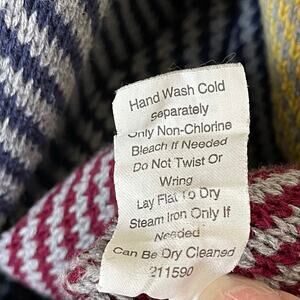 Hand Wash Cold
separately
Only Non-Chlorine
Bleach If Needed
Do Not Twist Or
Wring
Lay Flat To Dry
Steam Iron Only If
Needed
Can Be Dry Cleaned
211590